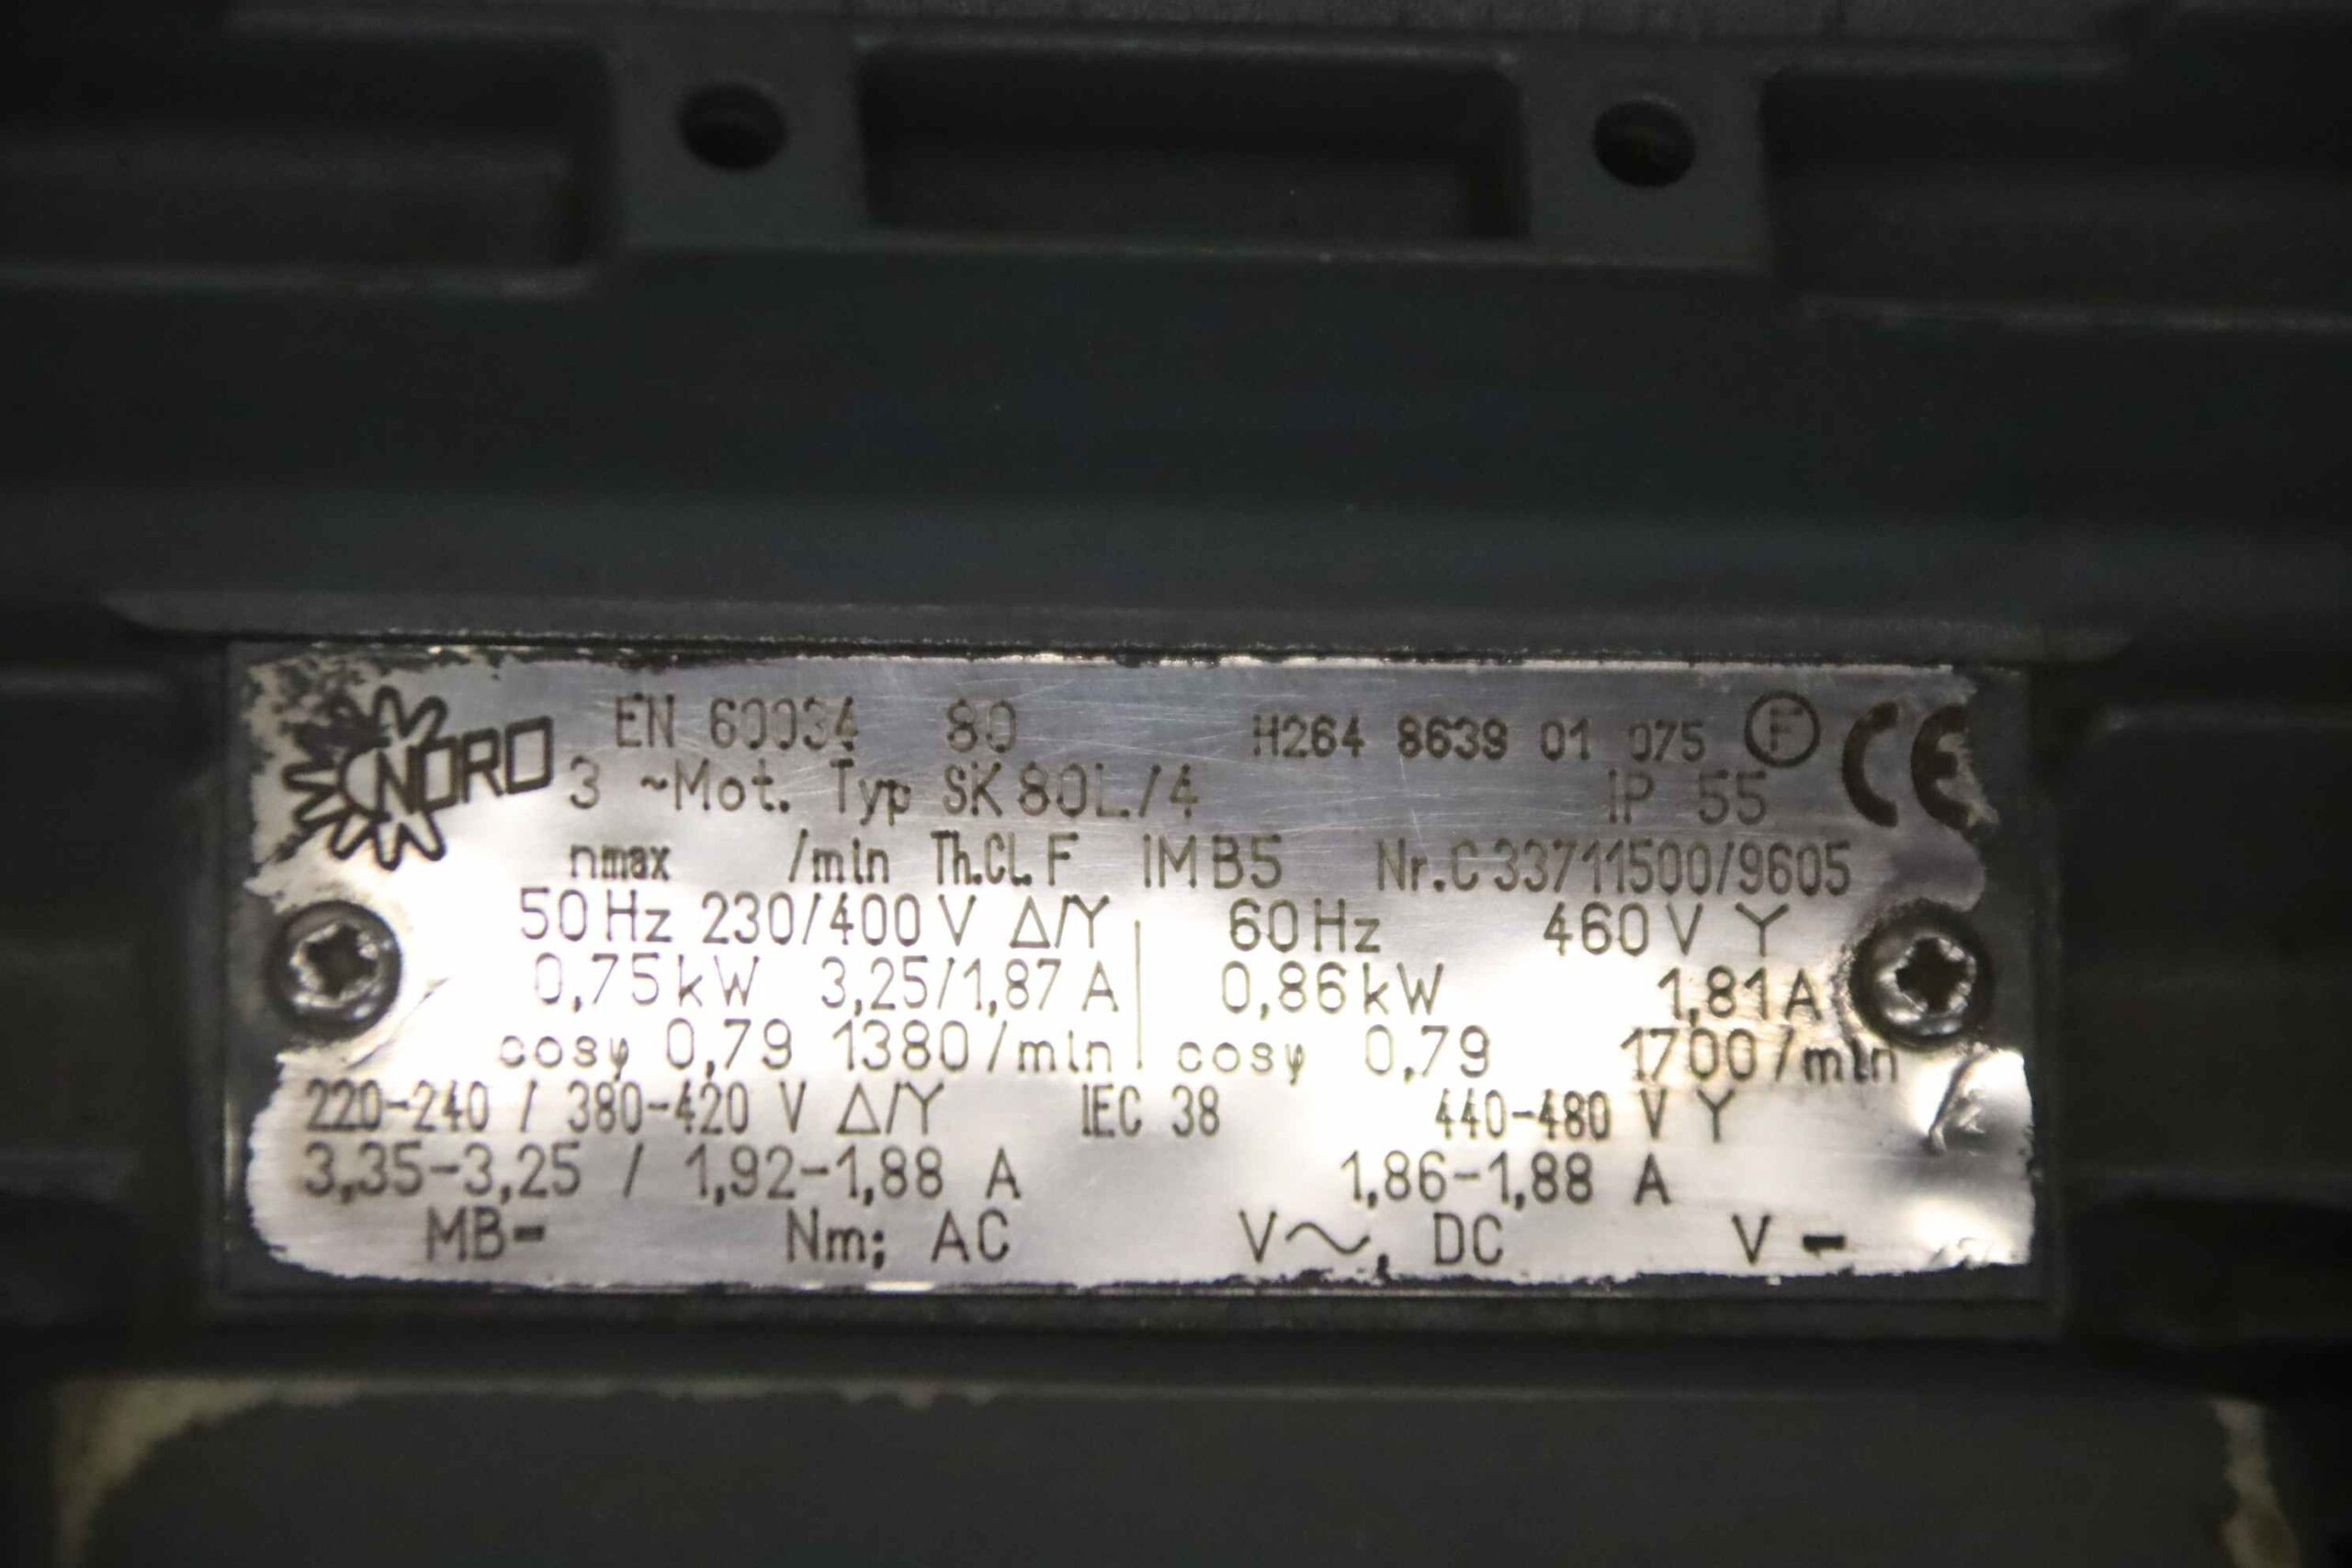 NORD EN 60034 80 H264 8639 01 075 F CE
3 ~Mot. Typ SK 80L/4 IP 55
nmax /min Th.Cl. F IM B5 Nr.C 33711500/9605
50 Hz 230/400 V Δ/Y 60 Hz 460 V Y
0,75 kW 3,25/1,87 A 0,86 kW 1,81 A
cosφ 0,79 1380/min cosφ 0,79 1700/min
220-240 / 380-420 V Δ/Y IEC 38 440-480 V Y
3,35-3,25 / 1,92-1,88 A 1,86-1,88 A
MB= Nm; AC V~, DC V -